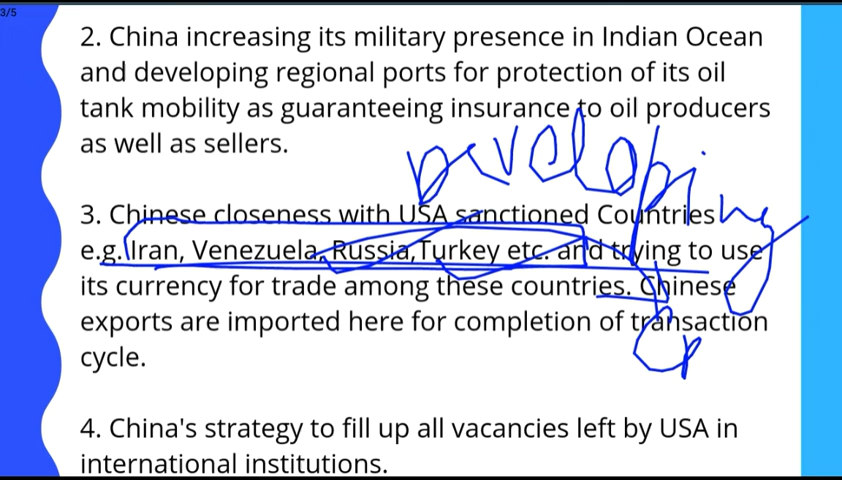 3/5
2. China increasing its military presence in Indian Ocean
and developing regional ports for protection of its oil
tank mobility as guaranteeing insurance to oil producers
as well as sellers.
Developing
3. Chinese closeness with USA sanctioned Countries
e.g. Iran, Venezuela, Russia,Turkey etc. and trying to use
its currency for trade among these countries. Chinese
exports are imported here for completion of transaction
cycle.
4. China's strategy to fill up all vacancies left by USA in
international institutions.